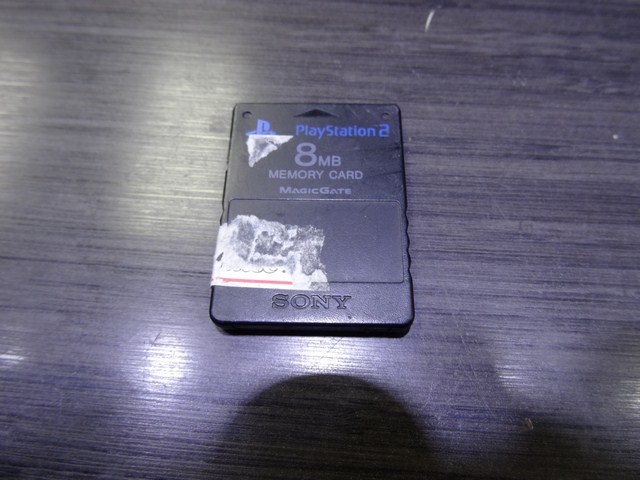 PlayStation 2
8MB
MEMORY CARD
MAGICGATE
SONY